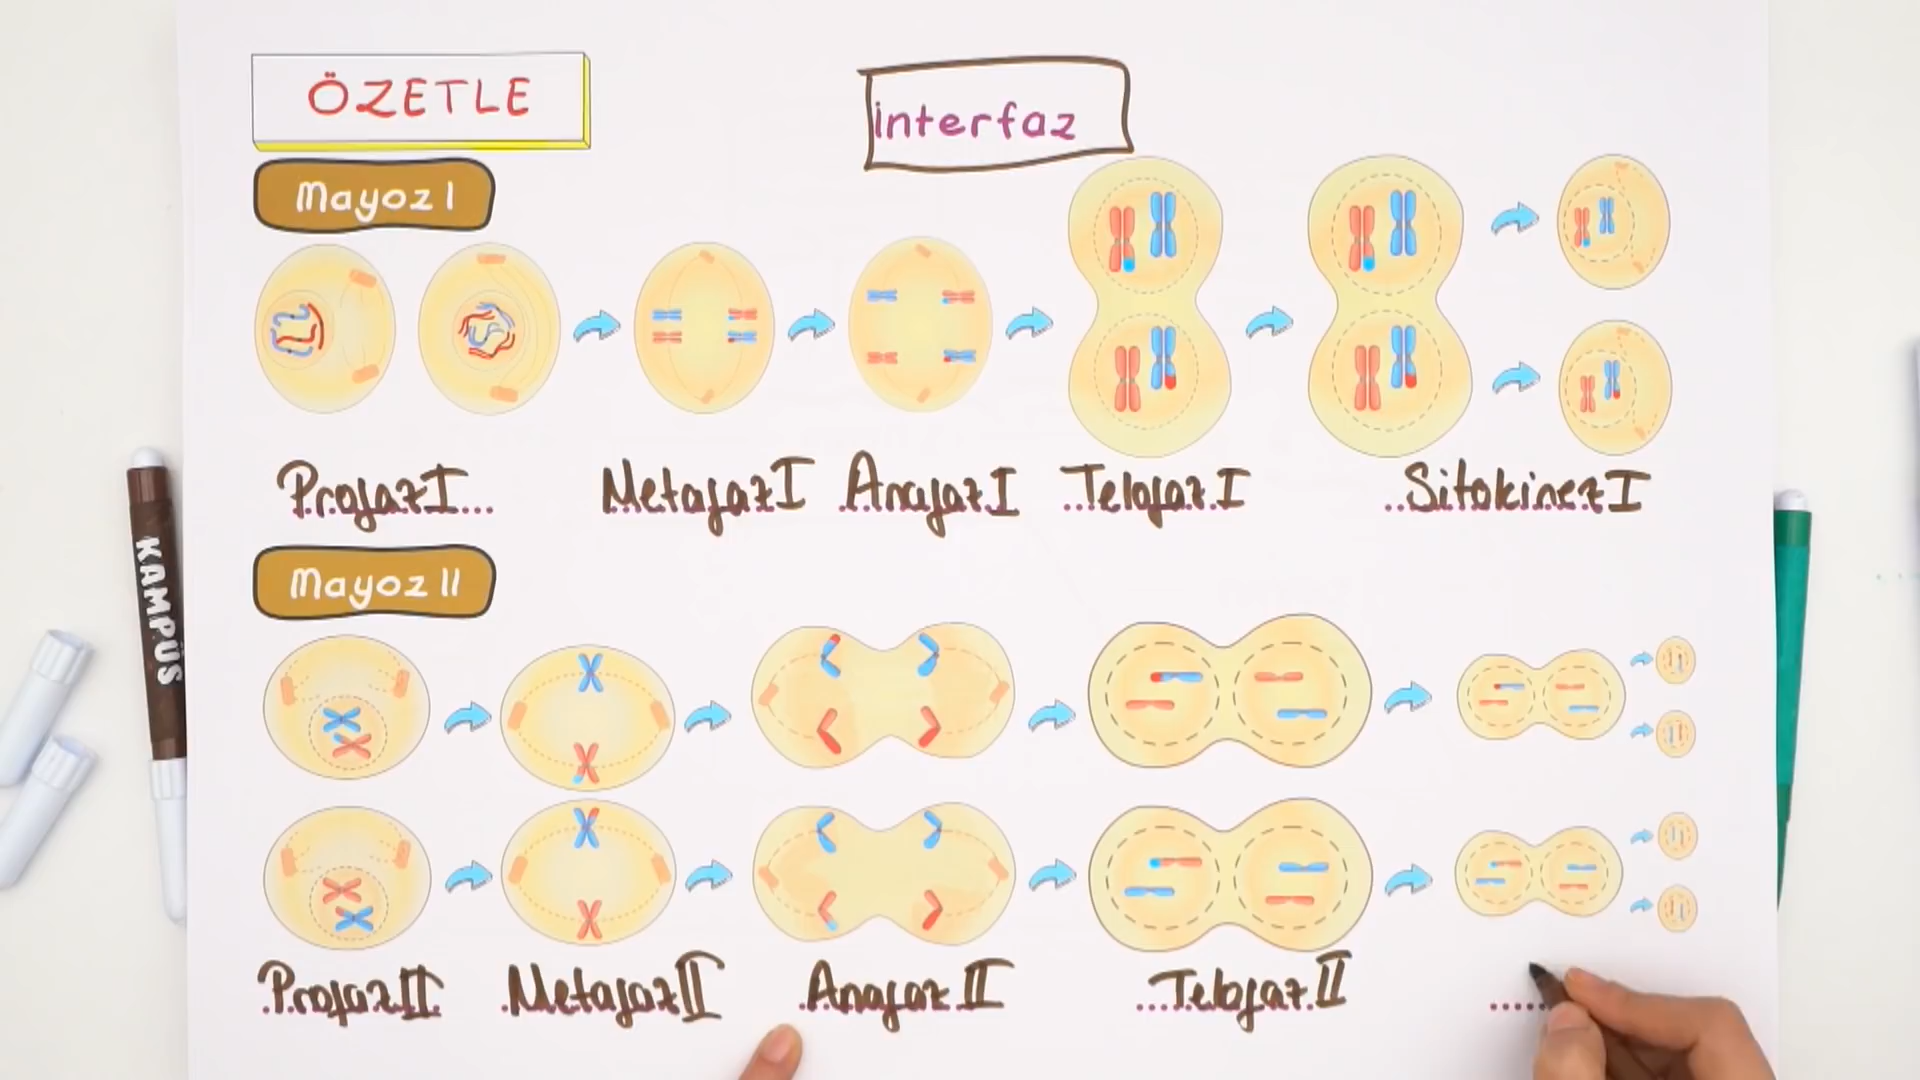 ÖZETLE
interfaz
Mayoz I
Profaz I
Metafaz I
Anafaz I
Telofaz I
Sitokinez I
Mayoz II
Profaz II
Metafaz II
Anafaz II
Telofaz II
KAMPÜS